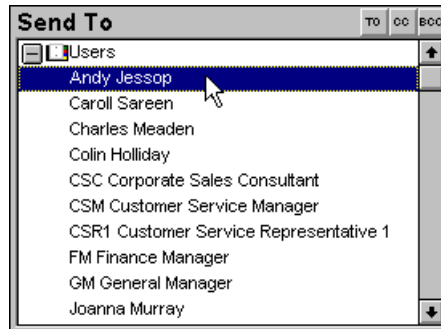 Send To TO CC BCC
Users
Andy Jessop
Caroll Sareen
Charles Meaden
Colin Holliday
CSC Corporate Sales Consultant
CSM Customer Service Manager
CSR1 Customer Service Representative 1
FM Finance Manager
GM General Manager
Joanna Murray